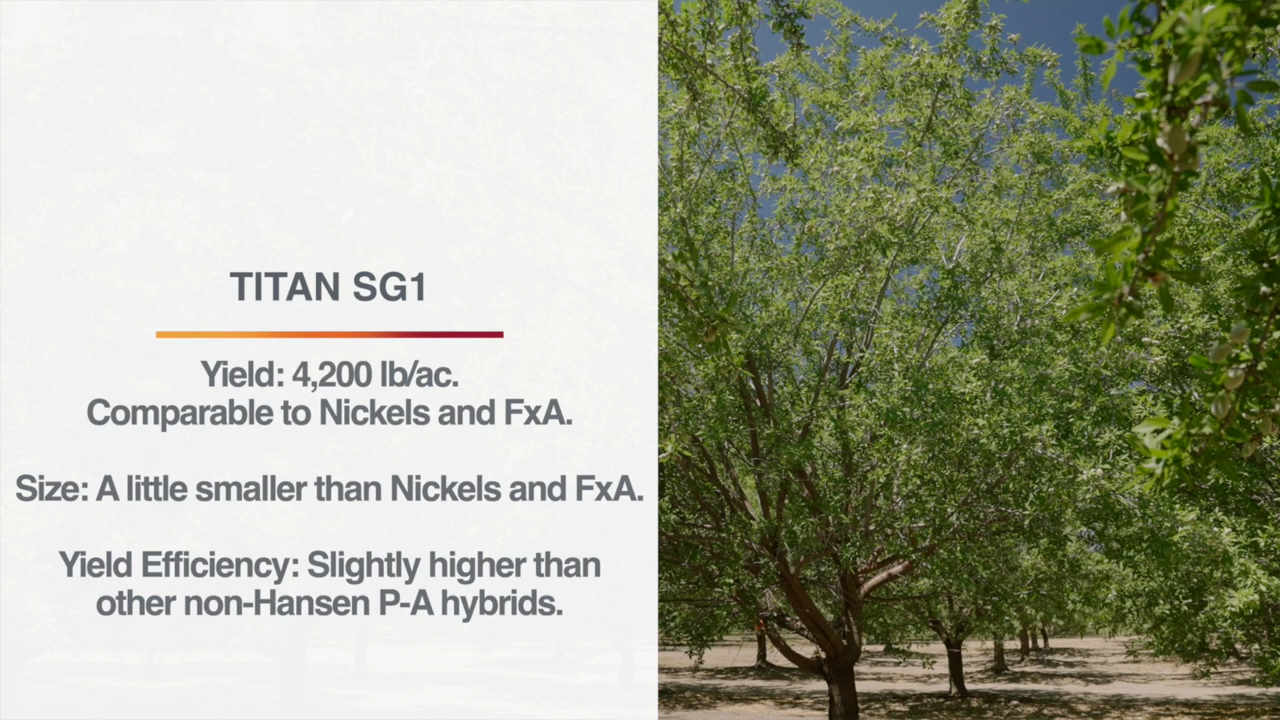 TITAN SG1
Yield: 4,200 lb/ac.
Comparable to Nickels and FxA.
Size: A little smaller than Nickels and FxA.
Yield Efficiency: Slightly higher than
other non-Hansen P-A hybrids.